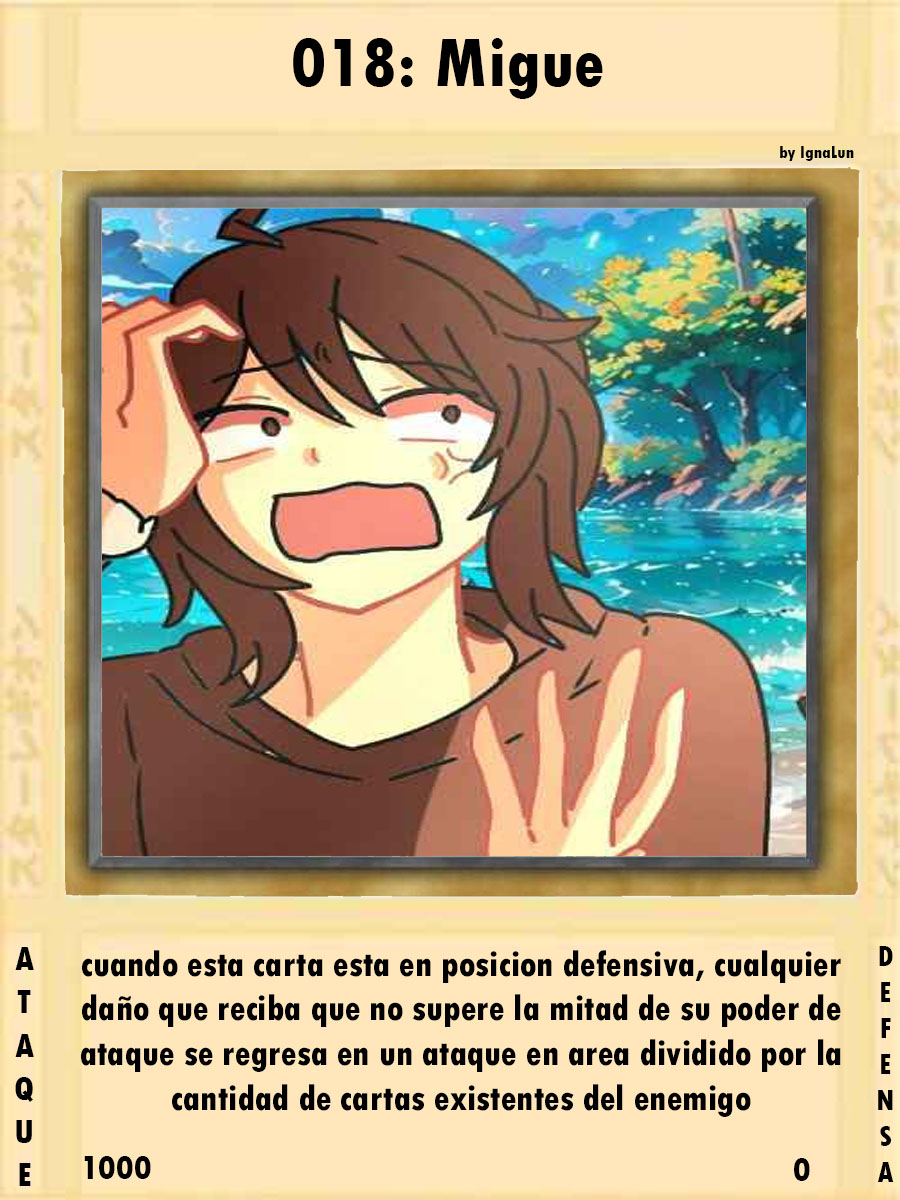 018: Migue
by IgnaLun
cuando esta carta esta en posicion defensiva, cualquier
daño que reciba que no supere la mitad de su poder de
ataque se regresa en un ataque en area dividido por la
cantidad de cartas existentes del enemigo
ATAQUE
1000
0
DEFENSA